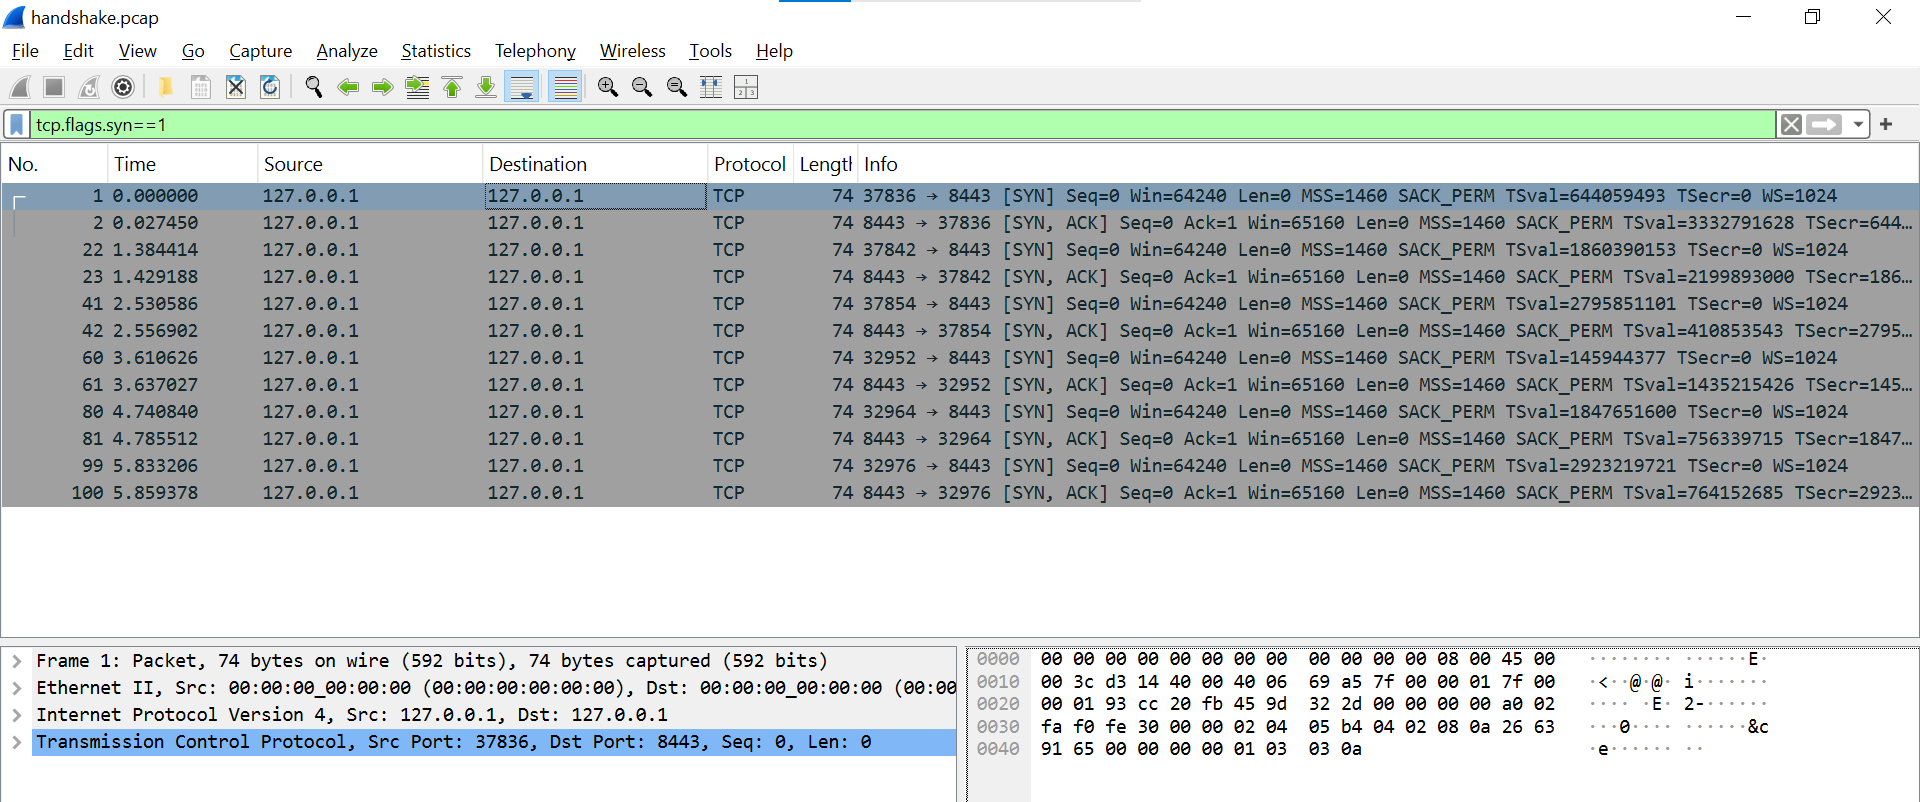 handshake.pcap
File Edit View Go Capture Analyze Statistics Telephony Wireless Tools Help
tcp.flags.syn==1
No. Time Source Destination Protocol Length Info
1 0.000000 127.0.0.1 127.0.0.1 TCP 74 37836 → 8443 [SYN] Seq=0 Win=64240 Len=0 MSS=1460 SACK_PERM TSval=644059493 TSecr=0 WS=1024
2 0.027450 127.0.0.1 127.0.0.1 TCP 74 8443 → 37836 [SYN, ACK] Seq=0 Ack=1 Win=65160 Len=0 MSS=1460 SACK_PERM TSval=3332791628 TSecr=644…
22 1.384414 127.0.0.1 127.0.0.1 TCP 74 37842 → 8443 [SYN] Seq=0 Win=64240 Len=0 MSS=1460 SACK_PERM TSval=1860390153 TSecr=0 WS=1024
23 1.429188 127.0.0.1 127.0.0.1 TCP 74 8443 → 37842 [SYN, ACK] Seq=0 Ack=1 Win=65160 Len=0 MSS=1460 SACK_PERM TSval=2199893000 TSecr=186…
41 2.530586 127.0.0.1 127.0.0.1 TCP 74 37854 → 8443 [SYN] Seq=0 Win=64240 Len=0 MSS=1460 SACK_PERM TSval=2795851101 TSecr=0 WS=1024
42 2.556902 127.0.0.1 127.0.0.1 TCP 74 8443 → 37854 [SYN, ACK] Seq=0 Ack=1 Win=65160 Len=0 MSS=1460 SACK_PERM TSval=410853543 TSecr=2795…
60 3.610626 127.0.0.1 127.0.0.1 TCP 74 32952 → 8443 [SYN] Seq=0 Win=64240 Len=0 MSS=1460 SACK_PERM TSval=145944377 TSecr=0 WS=1024
61 3.637027 127.0.0.1 127.0.0.1 TCP 74 8443 → 32952 [SYN, ACK] Seq=0 Ack=1 Win=65160 Len=0 MSS=1460 SACK_PERM TSval=1435215426 TSecr=145…
80 4.740840 127.0.0.1 127.0.0.1 TCP 74 32964 → 8443 [SYN] Seq=0 Win=64240 Len=0 MSS=1460 SACK_PERM TSval=1847651600 TSecr=0 WS=1024
81 4.785512 127.0.0.1 127.0.0.1 TCP 74 8443 → 32964 [SYN, ACK] Seq=0 Ack=1 Win=65160 Len=0 MSS=1460 SACK_PERM TSval=756339715 TSecr=1847…
99 5.833206 127.0.0.1 127.0.0.1 TCP 74 32976 → 8443 [SYN] Seq=0 Win=64240 Len=0 MSS=1460 SACK_PERM TSval=2923219721 TSecr=0 WS=1024
100 5.859378 127.0.0.1 127.0.0.1 TCP 74 8443 → 32976 [SYN, ACK] Seq=0 Ack=1 Win=65160 Len=0 MSS=1460 SACK_PERM TSval=764152685 TSecr=2923…
Frame 1: Packet, 74 bytes on wire (592 bits), 74 bytes captured (592 bits)
Ethernet II, Src: 00:00:00_00:00:00 (00:00:00:00:00:00), Dst: 00:00:00_00:00:00 (00:00
Internet Protocol Version 4, Src: 127.0.0.1, Dst: 127.0.0.1
Transmission Control Protocol, Src Port: 37836, Dst Port: 8443, Seq: 0, Len: 0
0000 00 00 00 00 00 00 00 00 00 00 00 00 08 00 45 00 ········ ······E·
0010 00 3c d3 14 40 00 40 06 69 a5 7f 00 00 01 7f 00 ·<··@·@· i·······
0020 00 01 93 cc 20 fb 45 9d 32 2d 00 00 00 00 a0 02 ···· ·E· 2-······
0030 fa f0 fe 30 00 00 02 04 05 b4 04 02 08 0a 26 63 ···0···· ······&c
0040 91 65 00 00 00 00 01 03 03 0a ·e······ ··